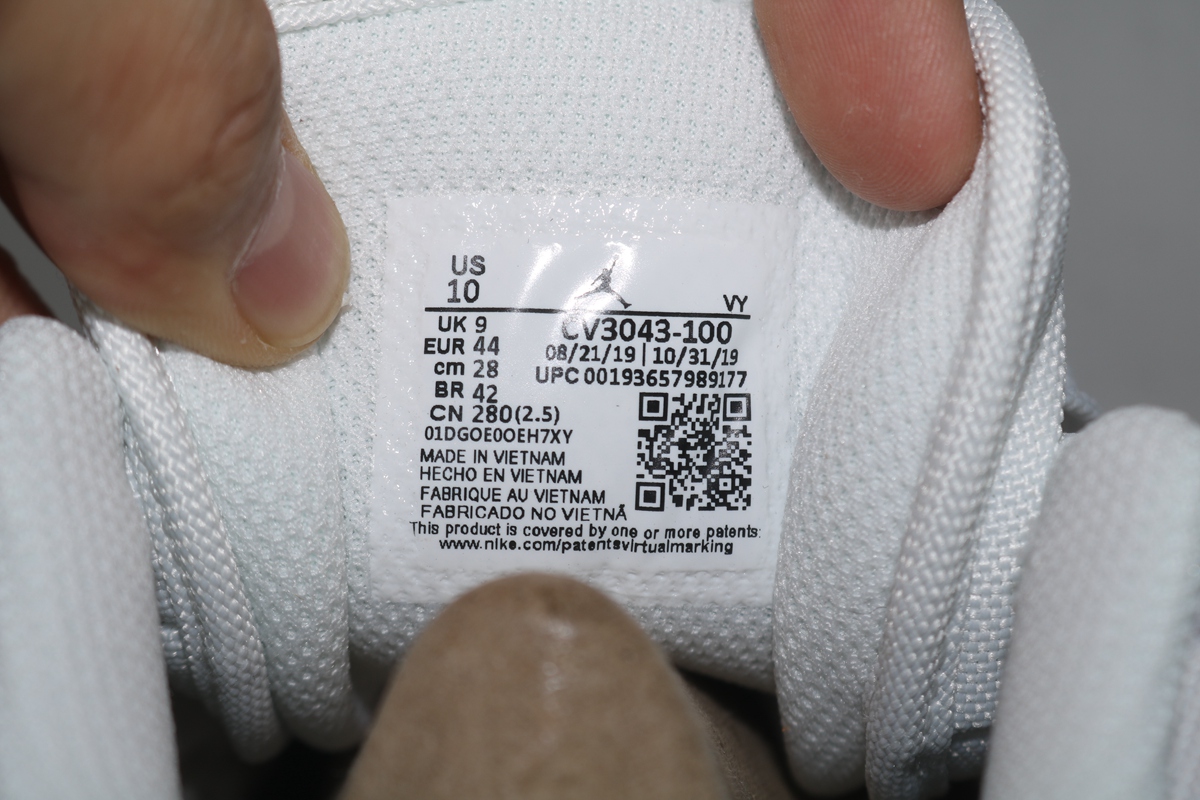 US
10
VY
UK 9
EUR 44
cm 28
BR 42
CN 280(2.5)
CV3043-100
08/21/19 | 10/31/19
UPC 00193657989177
01DGOE0OEH7XY
MADE IN VIETNAM
HECHO EN VIETNAM
FABRIQUE AU VIETNAM
FABRICADO NO VIETNÃ
This product is covered by one or more patents:
www.nike.com/patentsvirtualmarking